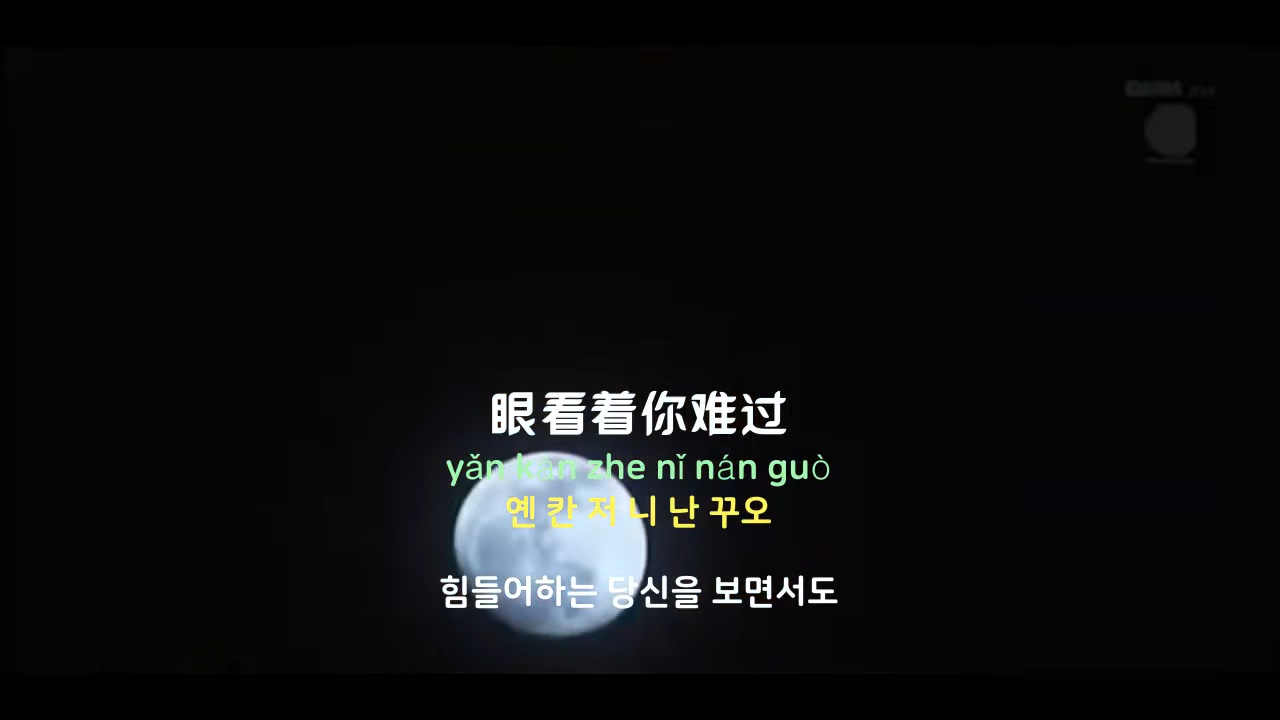 眼看着你难过
yǎn kàn zhe nǐ nán guò
옌 칸 저 니 난 꾸오
힘들어하는 당신을 보면서도